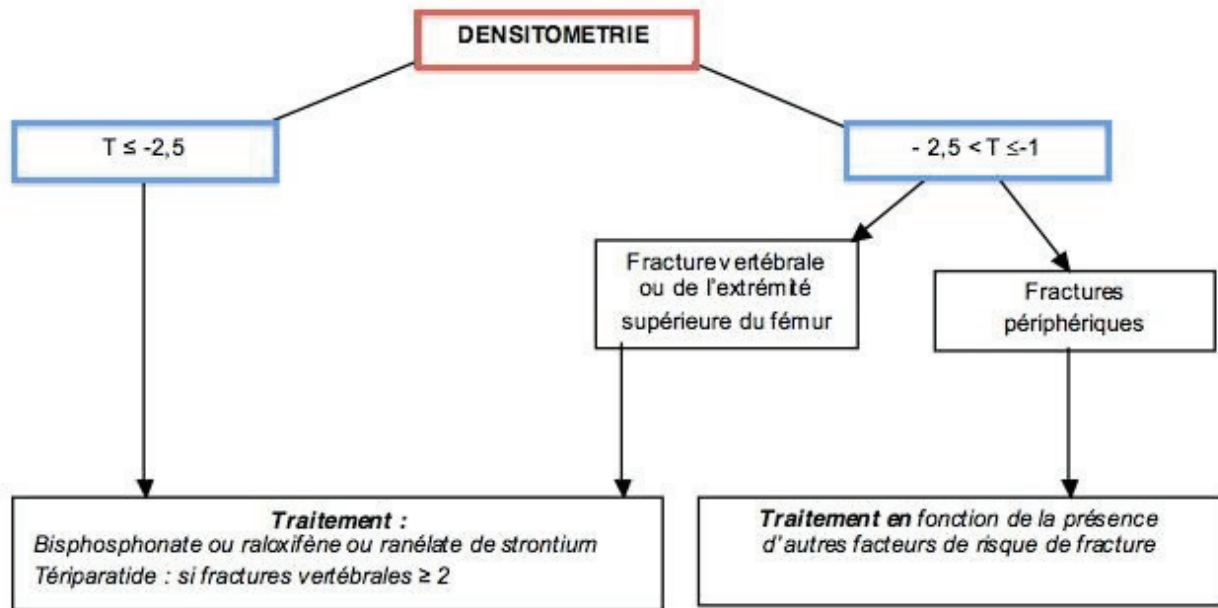 DENSITOMETRIE
T ≤ -2,5
- 2,5 < T ≤-1
Fracture vertébrale
ou de l'extrémité
supérieure du fémur
Fractures
périphériques
Traitement :
Bisphosphonate ou raloxifène ou ranélate de strontium
Tériparatide : si fractures vertébrales ≥ 2
Traitement en fonction de la présence
d'autres facteurs de risque de fracture